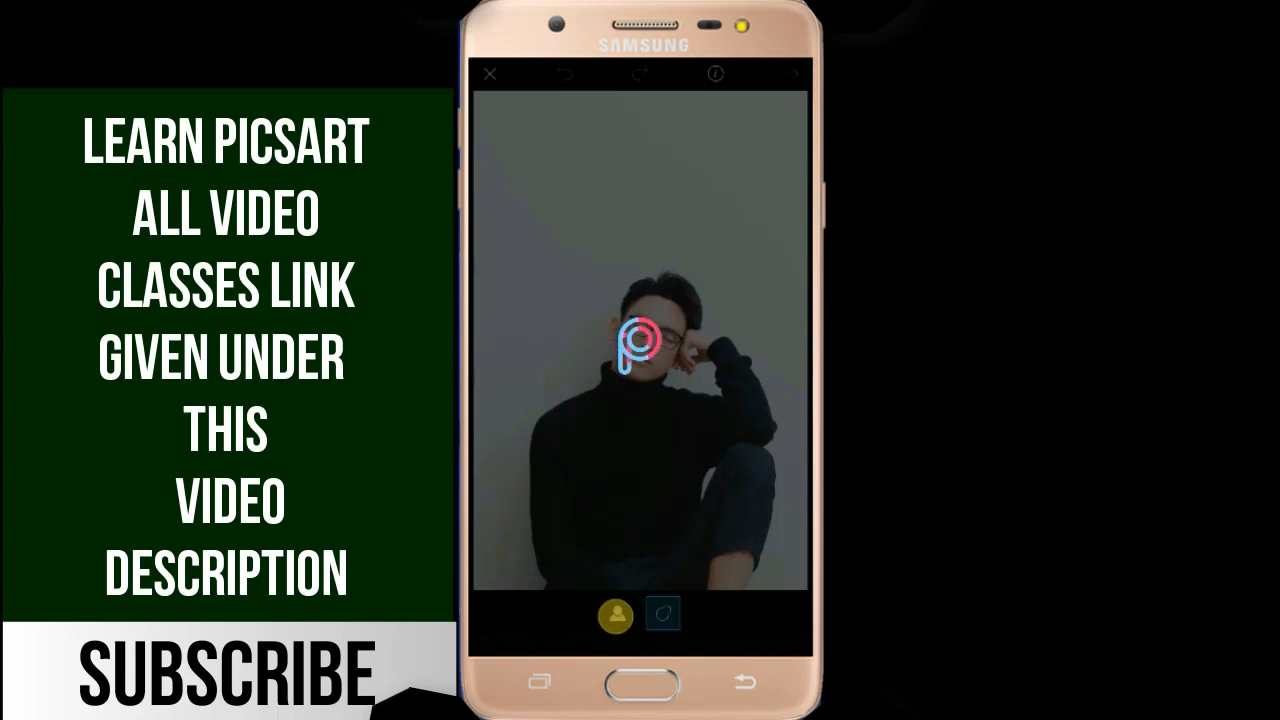 LEARN PICSART
ALL VIDEO
CLASSES LINK
GIVEN UNDER
THIS
VIDEO
DESCRIPTION
SUBSCRIBE
SAMSUNG